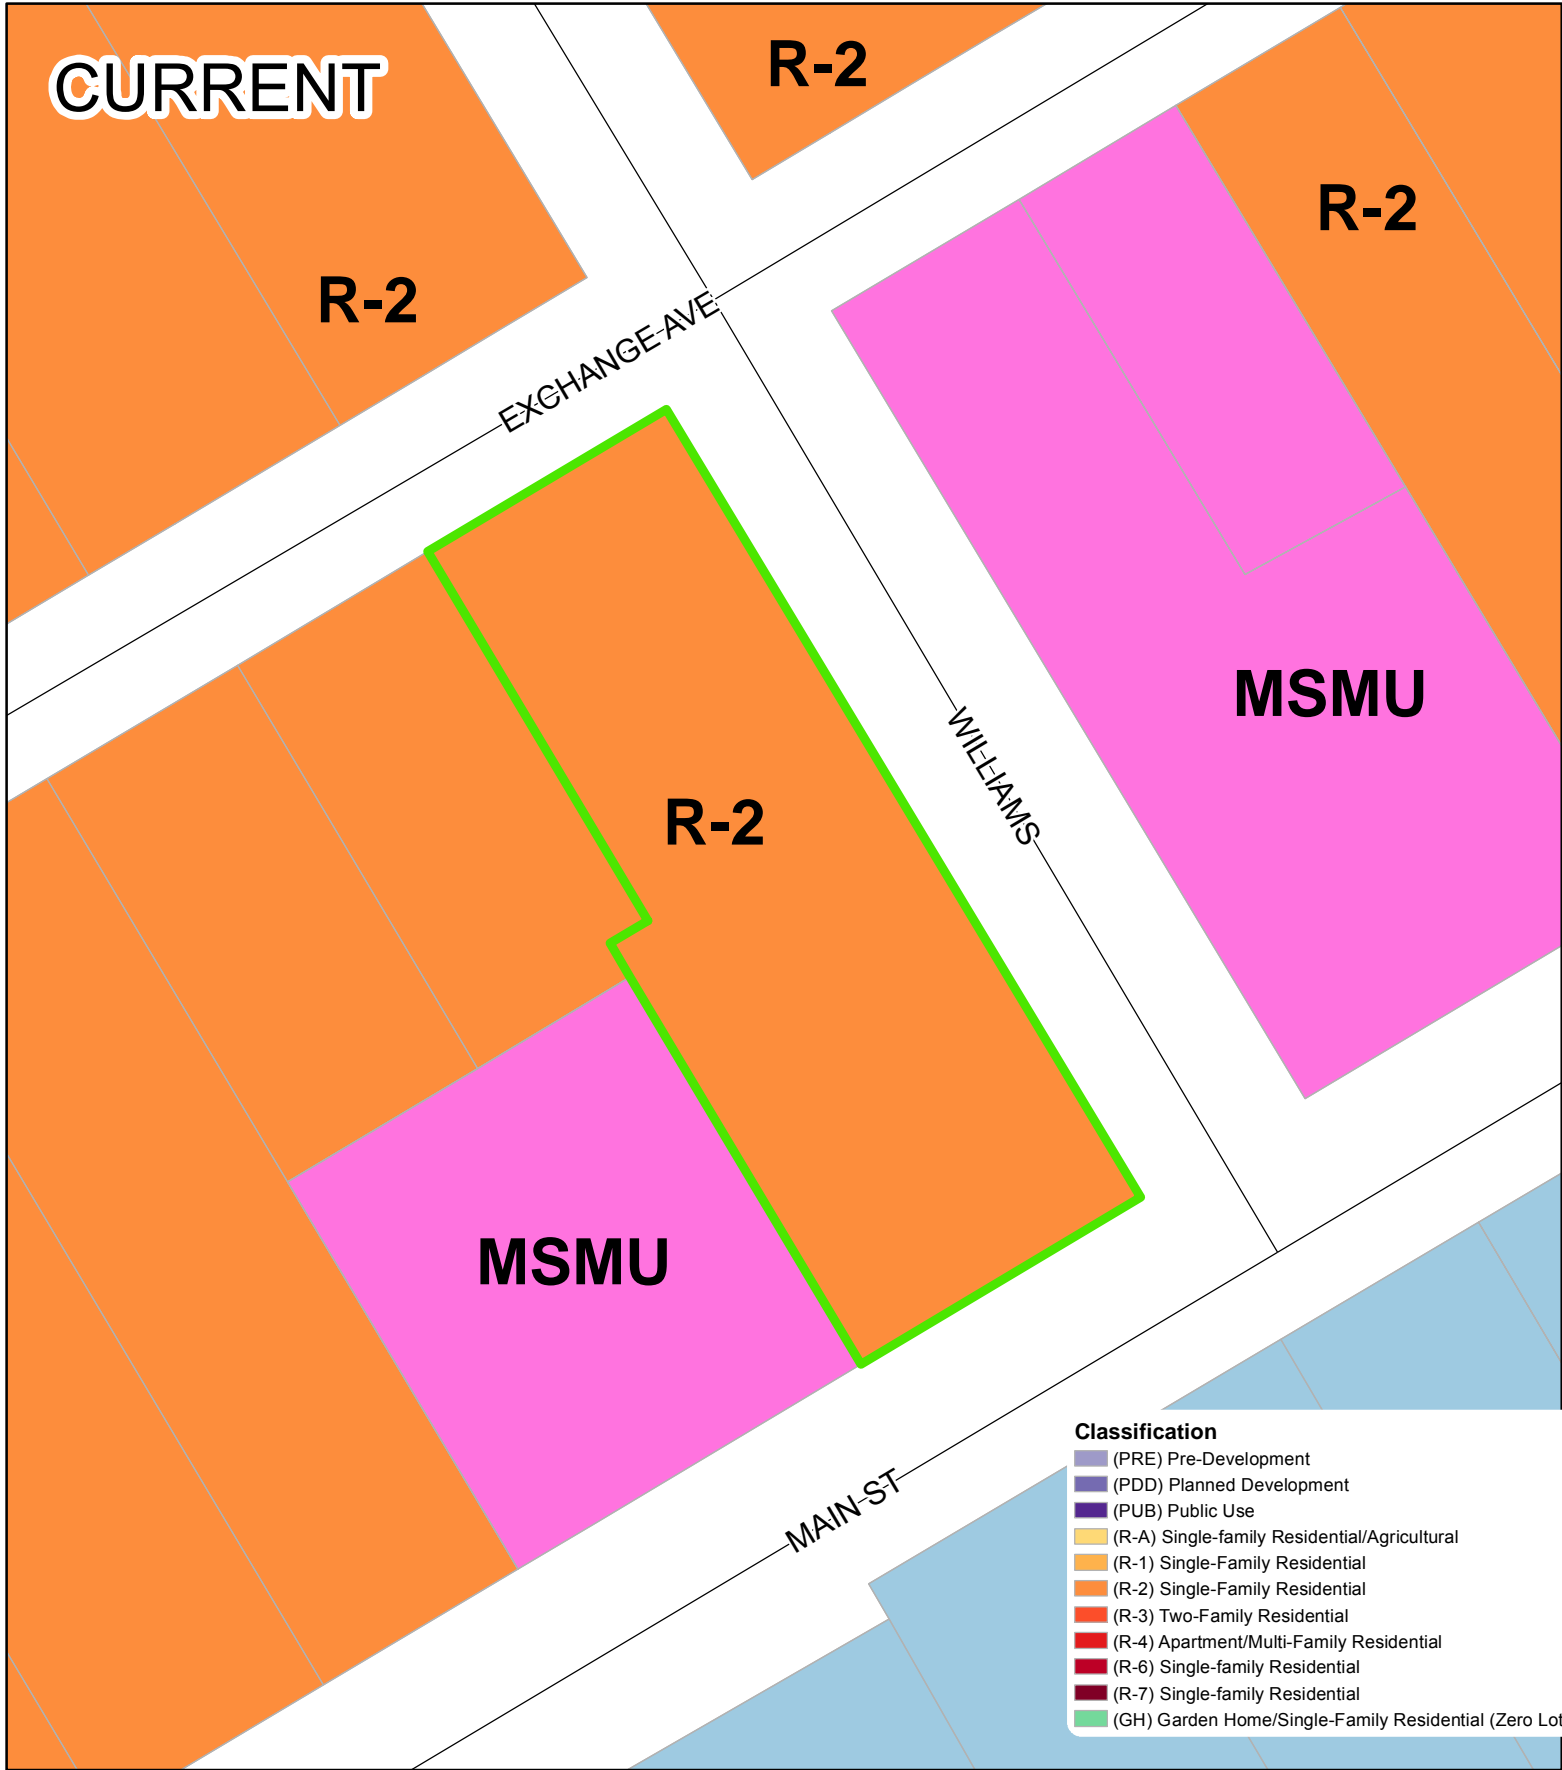 CURRENT
R-2
R-2
R-2
EXCHANGE AVE
MSMU
R-2
WILLIAMS
MSMU
MAIN ST
Classification
(PRE) Pre-Development
(PDD) Planned Development
(PUB) Public Use
(R-A) Single-family Residential/Agricultural
(R-1) Single-Family Residential
(R-2) Single-Family Residential
(R-3) Two-Family Residential
(R-4) Apartment/Multi-Family Residential
(R-6) Single-family Residential
(R-7) Single-family Residential
(GH) Garden Home/Single-Family Residential (Zero Lot